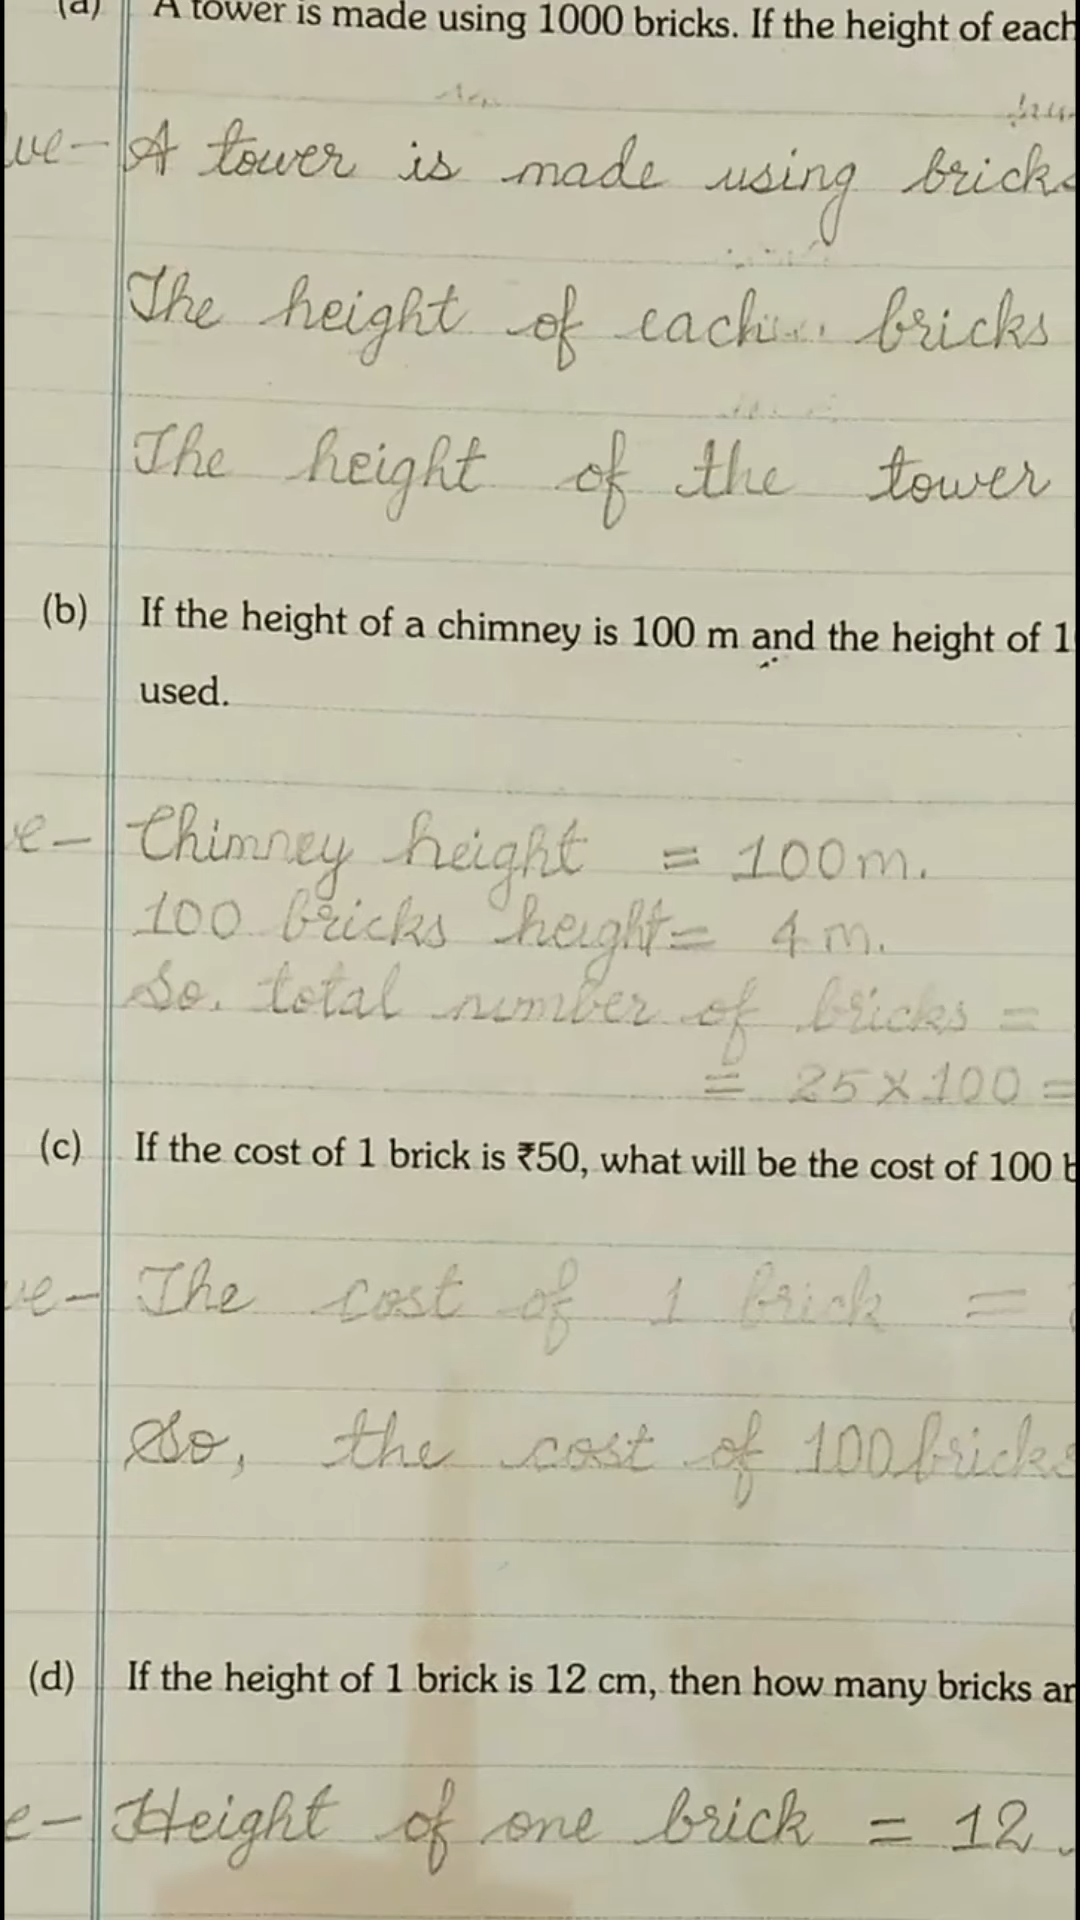 (a) A tower is made using 1000 bricks. If the height of each
A tower is made using bricks
The height of each bricks
The height of the tower
(b) If the height of a chimney is 100 m and the height of 1
used.
Chimney height = 100m.
100 bricks height = 4 m.
So. total number of bricks =
= 25 x 100 =
(c) If the cost of 1 brick is ₹50, what will be the cost of 100 b
The cost of 1 brick =
So, the cost of 100 bricks
(d) If the height of 1 brick is 12 cm, then how many bricks ar
Height of one brick = 12